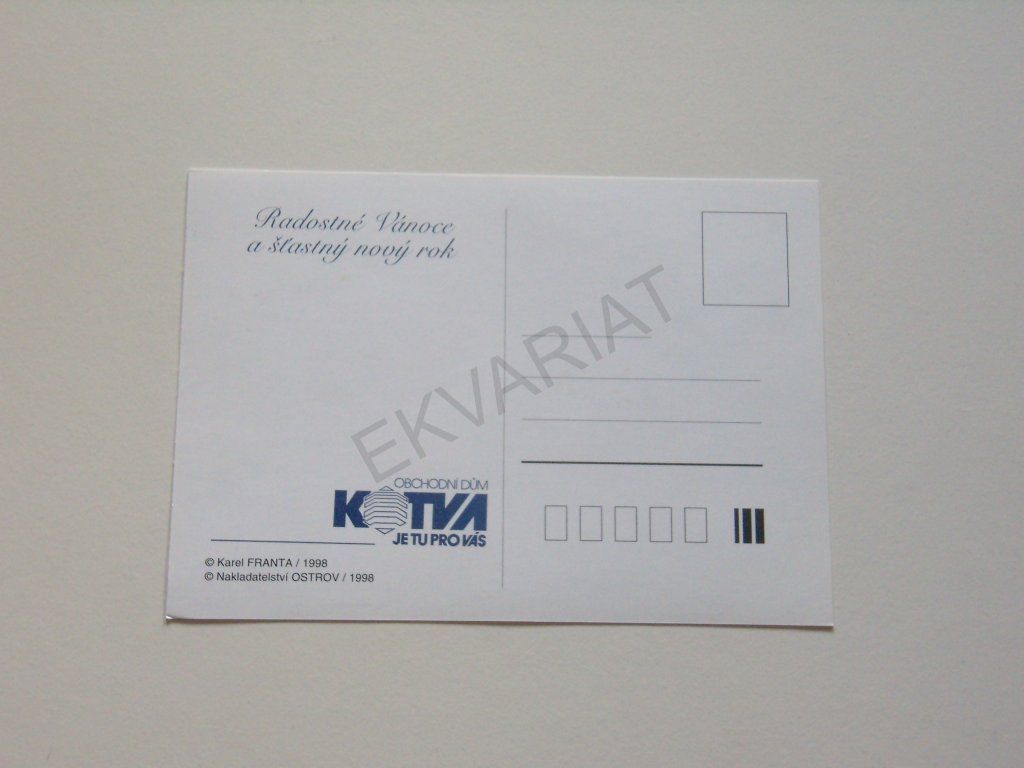 Radostné Vánoce
a šťastný nový rok
EKVARIAT
OBCHODNÍ DŮM
KOTVA
JE TU PRO VÁS
© Karel FRANTA / 1998
© Nakladatelství OSTROV / 1998